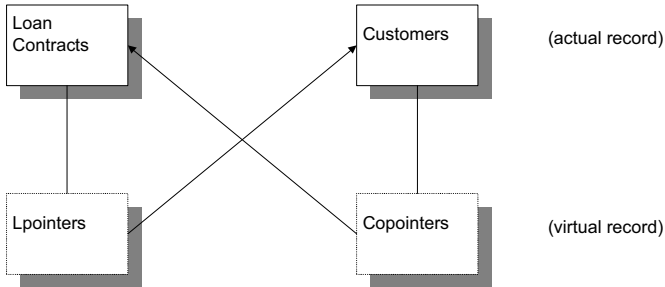 Loan
Contracts
Customers
(actual record)
Lpointers
Copointers
(virtual record)